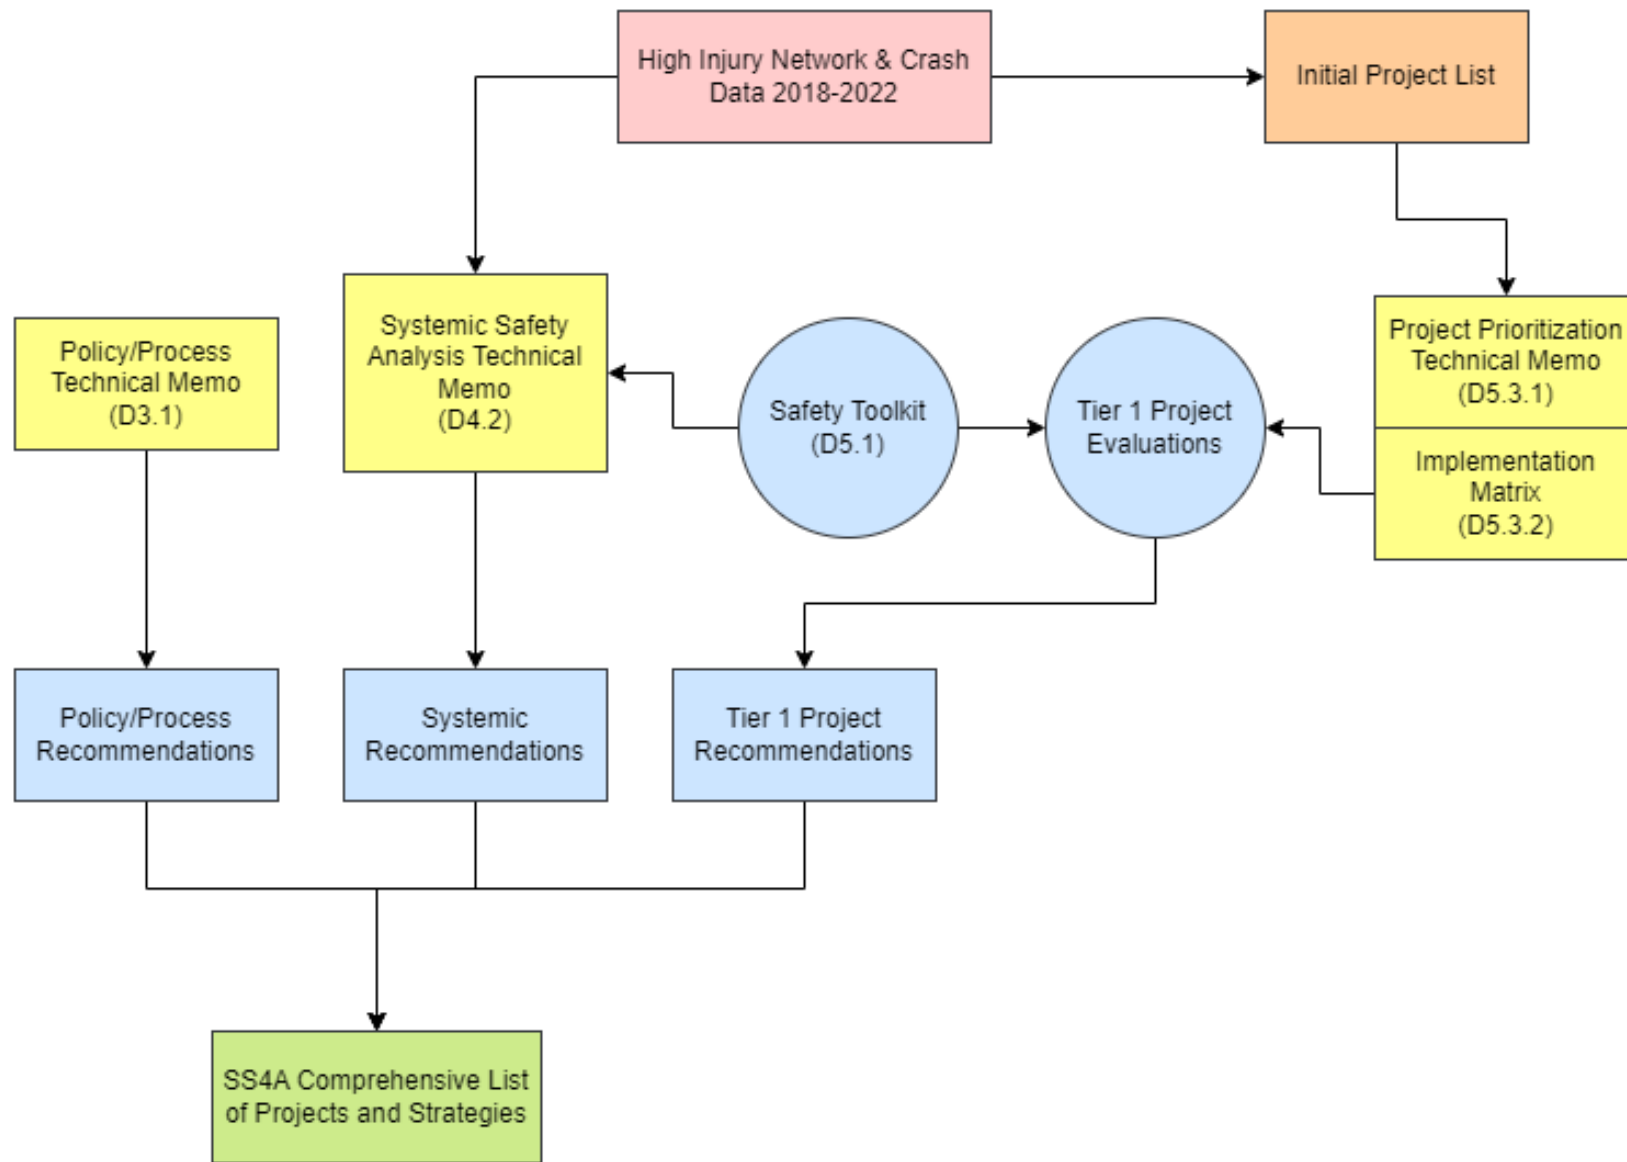 High Injury Network & Crash
Data 2018-2022
Initial Project List
Policy/Process
Technical Memo
(D3.1)
Systemic Safety
Analysis Technical
Memo
(D4.2)
Safety Toolkit
(D5.1)
Tier 1 Project
Evaluations
Project Prioritization
Technical Memo
(D5.3.1)
Implementation
Matrix
(D5.3.2)
Policy/Process
Recommendations
Systemic
Recommendations
Tier 1 Project
Recommendations
SS4A Comprehensive List
of Projects and Strategies